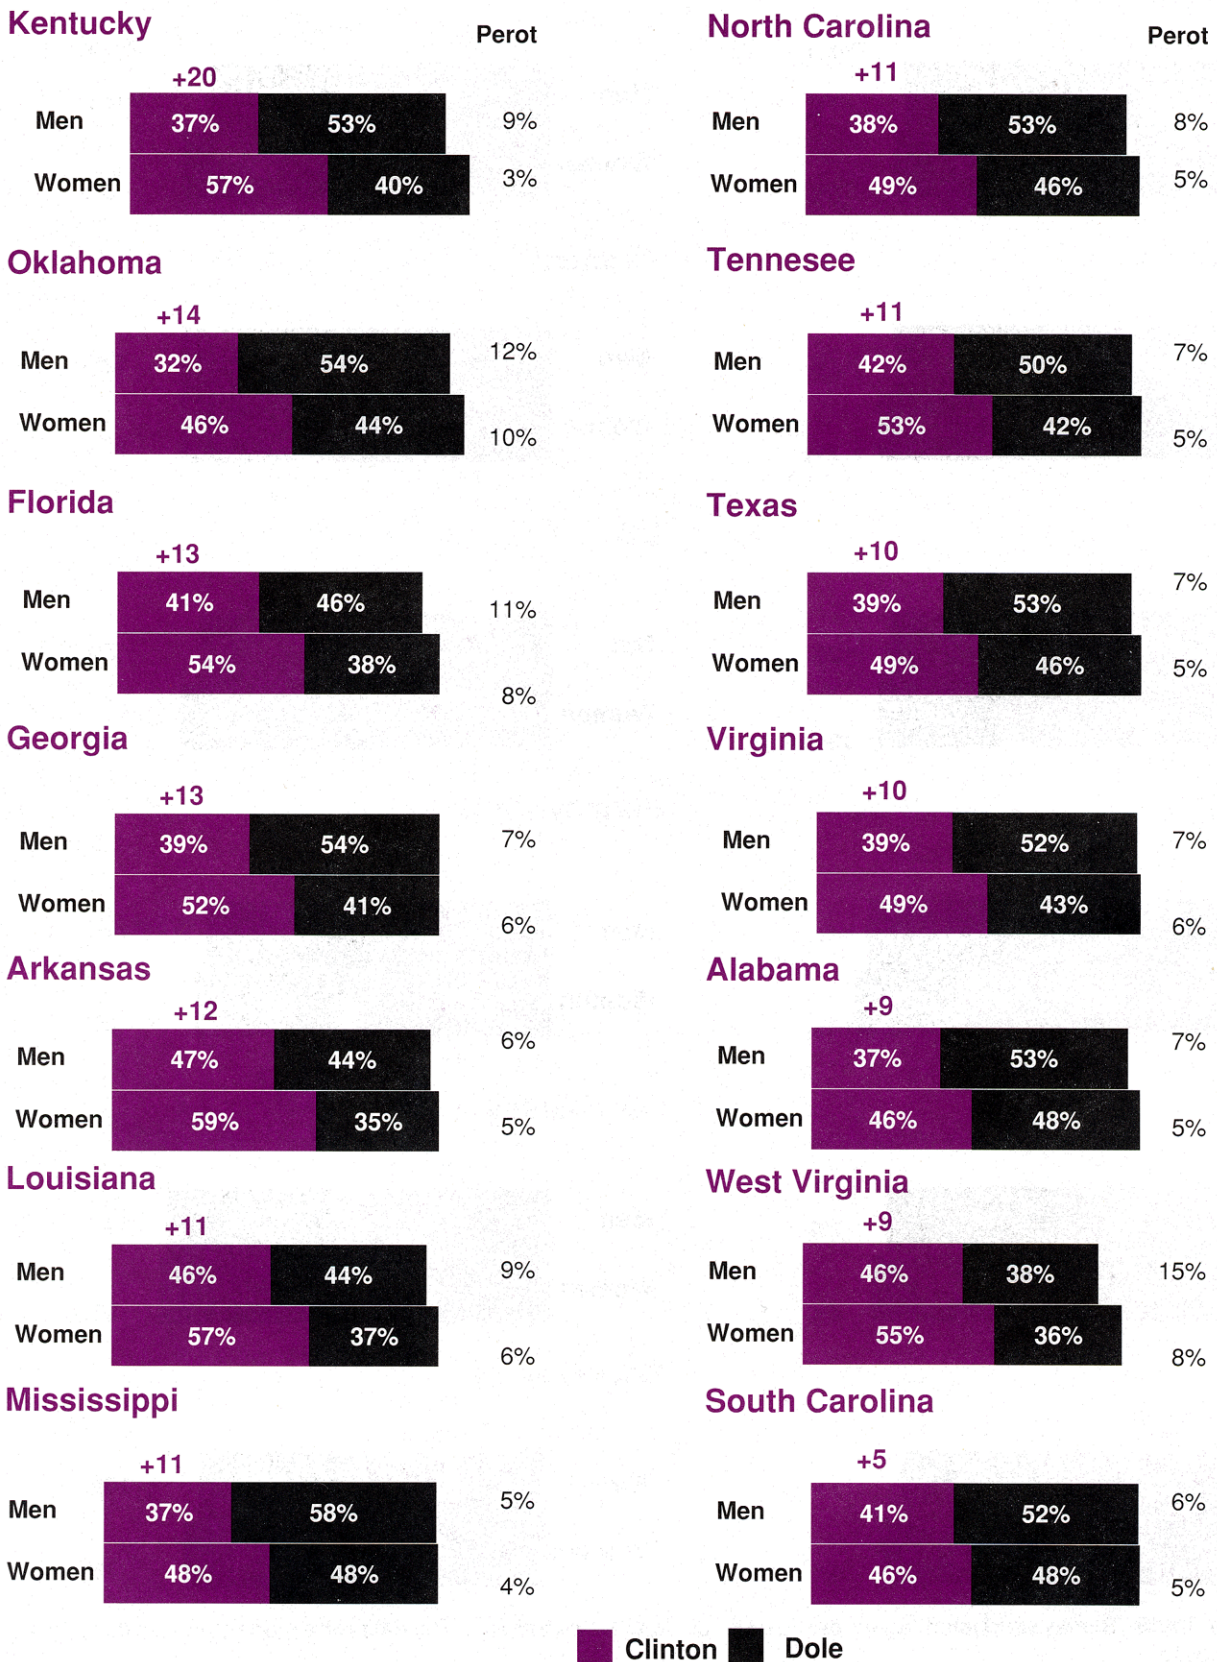 Kentucky
Perot
+20
Men 37% 53% 9%
Women 57% 40% 3%
Oklahoma
+14
Men 32% 54% 12%
Women 46% 44% 10%
Florida
+13
Men 41% 46% 11%
Women 54% 38% 8%
Georgia
+13
Men 39% 54% 7%
Women 52% 41% 6%
Arkansas
+12
Men 47% 44% 6%
Women 59% 35% 5%
Louisiana
+11
Men 46% 44% 9%
Women 57% 37% 6%
Mississippi
+11
Men 37% 58% 5%
Women 48% 48% 4%
North Carolina
Perot
+11
Men 38% 53% 8%
Women 49% 46% 5%
Tennesee
+11
Men 42% 50% 7%
Women 53% 42% 5%
Texas
+10
Men 39% 53% 7%
Women 49% 46% 5%
Virginia
+10
Men 39% 52% 7%
Women 49% 43% 6%
Alabama
+9
Men 37% 53% 7%
Women 46% 48% 5%
West Virginia
+9
Men 46% 38% 15%
Women 55% 36% 8%
South Carolina
+5
Men 41% 52% 6%
Women 46% 48% 5%
Clinton Dole